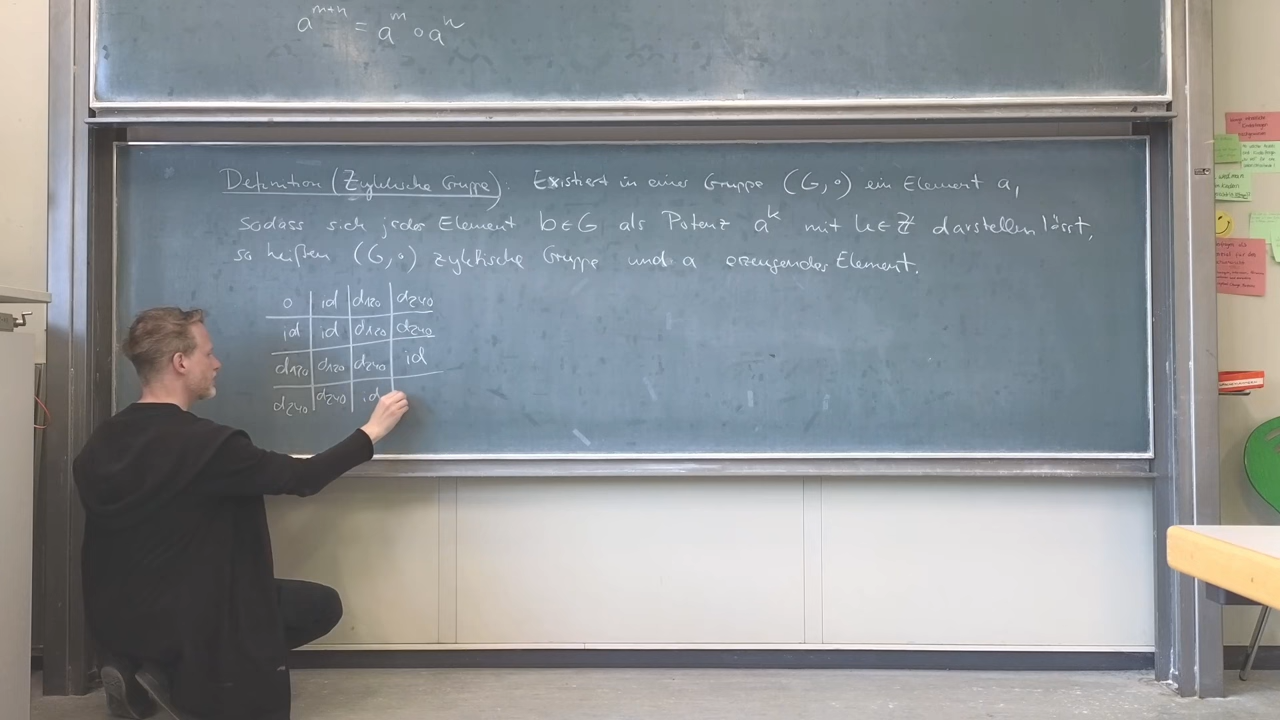 a^{m+n} = a^m ∘ a^n
Definition (Zyklische Gruppe): Existiert in einer Gruppe (G,∘) ein Element a,
sodass sich jedes Element b∈G als Potenz a^k mit k∈ℤ darstellen lässt,
so heißen (G,∘) zyklische Gruppe und a erzeugendes Element.
∘ id d120 d240
id id d120 d240
d120 d120 d240 id
d240 d240 id